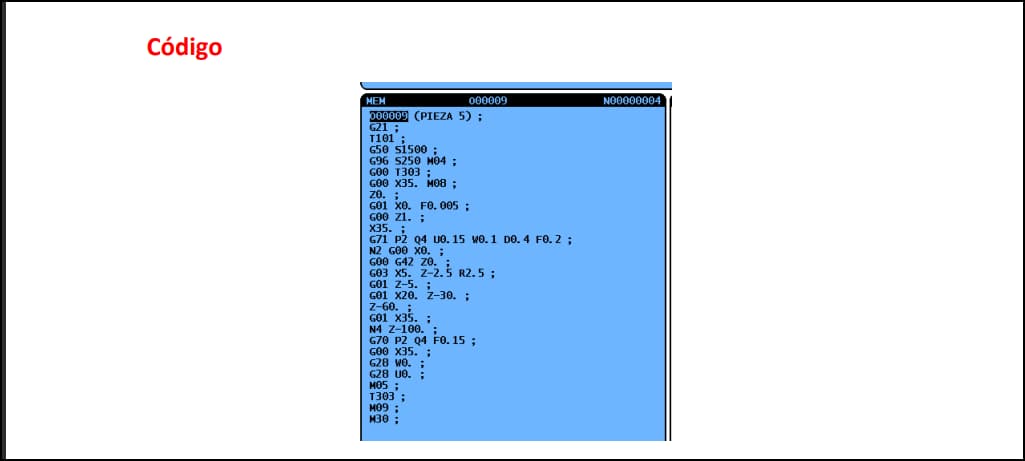 Código
MEM O00009 N00000004
O00009 (PIEZA 5) ;
G21 ;
T101 ;
G50 S1500 ;
G96 S250 M04 ;
G00 T303 ;
G00 X35. M08 ;
Z0. ;
G01 X0. F0.005 ;
G00 Z1. ;
X35. ;
G71 P2 Q4 U0.15 W0.1 D0.4 F0.2 ;
N2 G00 X0. ;
G00 G42 Z0. ;
G03 X5. Z-2.5 R2.5 ;
G01 Z-5. ;
G01 X20. Z-30. ;
Z-60. ;
G01 X35. ;
N4 Z-100. ;
G70 P2 Q4 F0.15 ;
G00 X35. ;
G28 W0. ;
G28 U0. ;
M05 ;
T303 ;
M09 ;
M30 ;